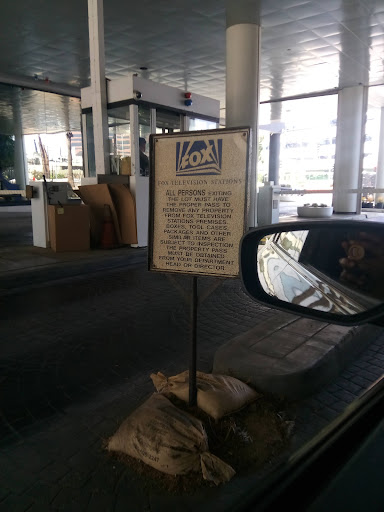 FOX
FOX
FOX TELEVISION STATIONS
ALL PERSONS EXITING
THE LOT MUST HAVE
THE PROPER PASS TO
REMOVE ANY PROPERTY
FROM FOX TELEVISION
STATIONS PREMISES.
BOXES, TOOL CASES,
PACKAGES AND OTHER
SIMILAR ITEMS ARE
SUBJECT TO INSPECTION
THE PROPERTY PASS
MUST BE OBTAINED
FROM YOUR DEPARTMENT
HEAD OR DIRECTOR